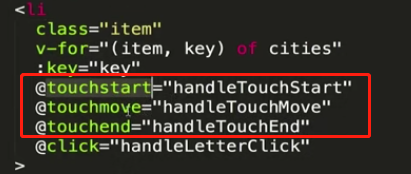 <li
class="item"
v-for="(item, key) of cities"
:key="key"
@touchstart="handleTouchStart"
@touchmove="handleTouchMove"
@touchend="handleTouchEnd"
@click="handleLetterClick"
>